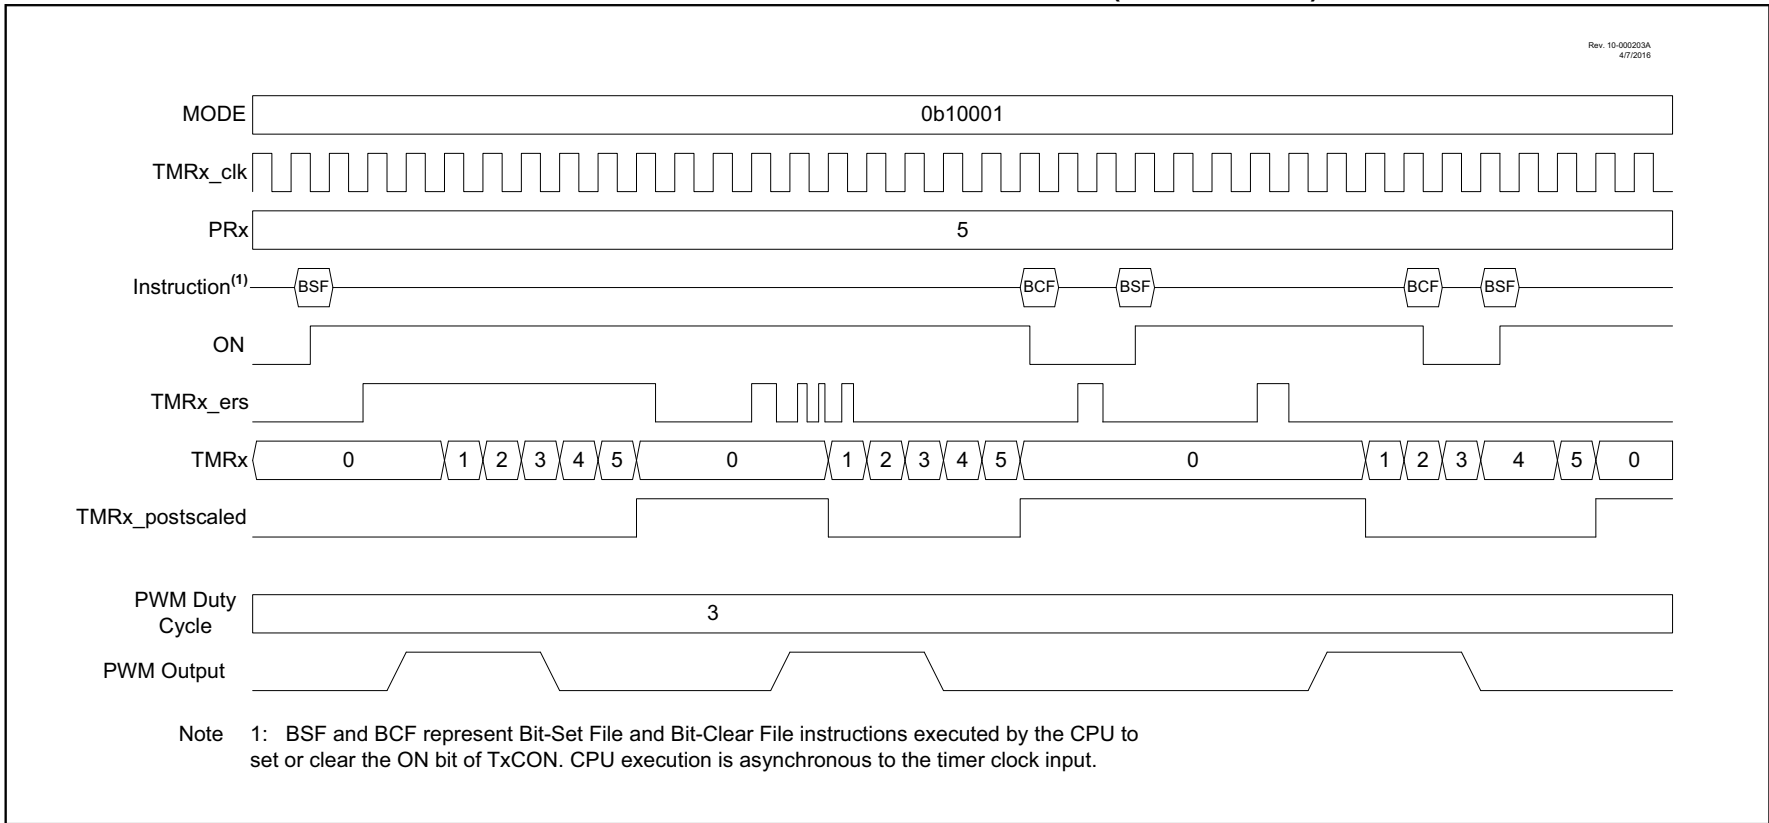 Rev. 10-000203A
4/7/2016
MODE 0b10001
TMRx_clk
PRx 5
Instruction(1) BSF BCF BSF BCF BSF
ON
TMRx_ers
TMRx 0 1 2 3 4 5 0 1 2 3 4 5 0 1 2 3 4 5 0
TMRx_postscaled
PWM Duty
Cycle 3
PWM Output
Note 1: BSF and BCF represent Bit-Set File and Bit-Clear File instructions executed by the CPU to
set or clear the ON bit of TxCON. CPU execution is asynchronous to the timer clock input.